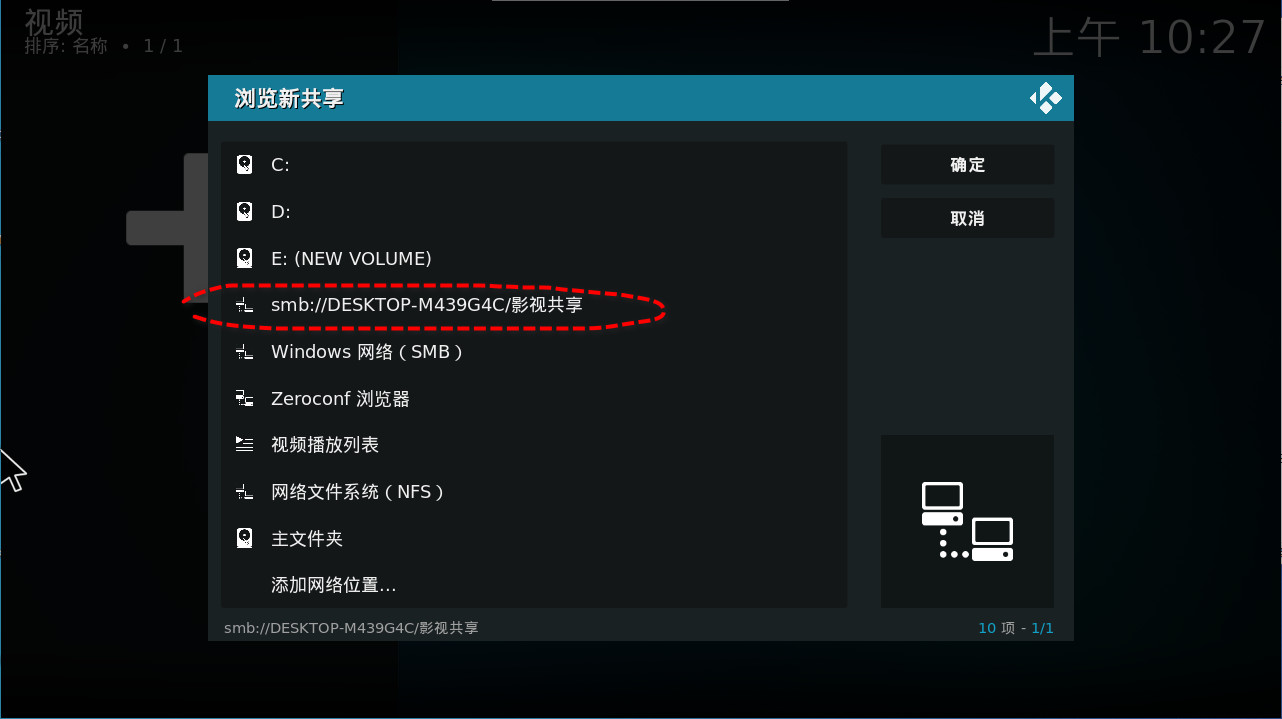 视频
排序: 名称 • 1 / 1
上午 10:27
浏览新共享
C:
D:
E: (NEW VOLUME)
smb://DESKTOP-M439G4C/影视共享
Windows 网络（SMB）
Zeroconf 浏览器
视频播放列表
网络文件系统（NFS）
主文件夹
添加网络位置...
确定
取消
smb://DESKTOP-M439G4C/影视共享
10 项 - 1/1